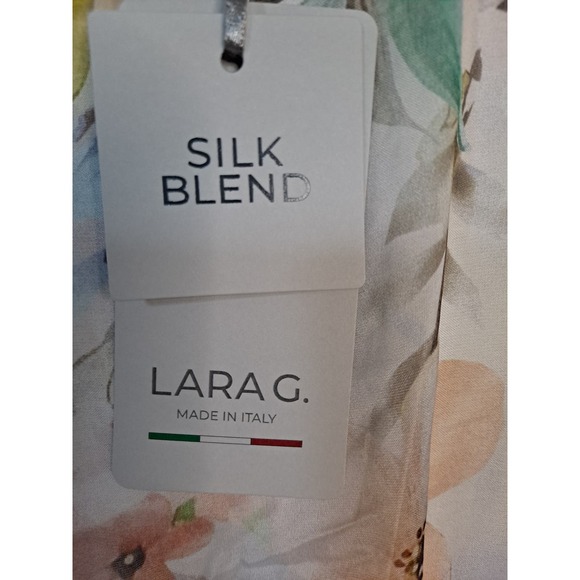 SILK
BLEND
LARA G.
MADE IN ITALY